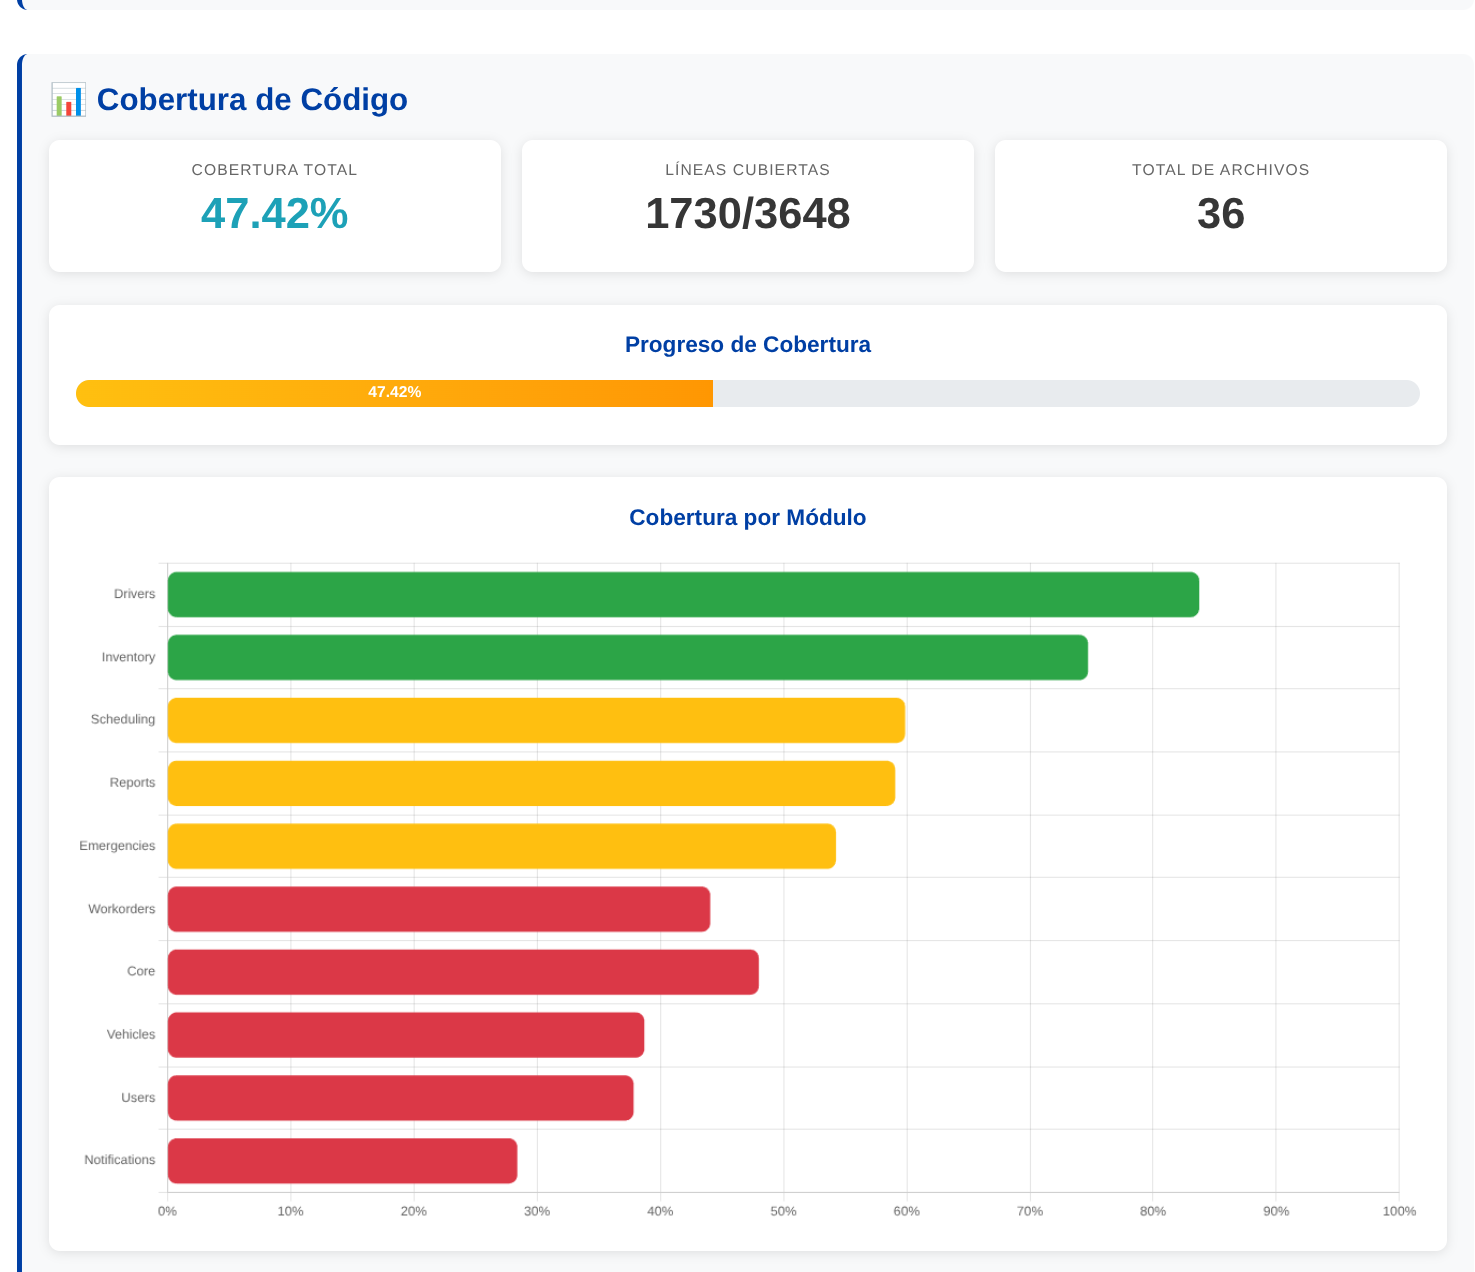 Cobertura de Código
COBERTURA TOTAL
47.42%
LÍNEAS CUBIERTAS
1730/3648
TOTAL DE ARCHIVOS
36
Progreso de Cobertura
47.42%
Cobertura por Módulo
Drivers
Inventory
Scheduling
Reports
Emergencies
Workorders
Core
Vehicles
Users
Notifications
0% 10% 20% 30% 40% 50% 60% 70% 80% 90% 100%